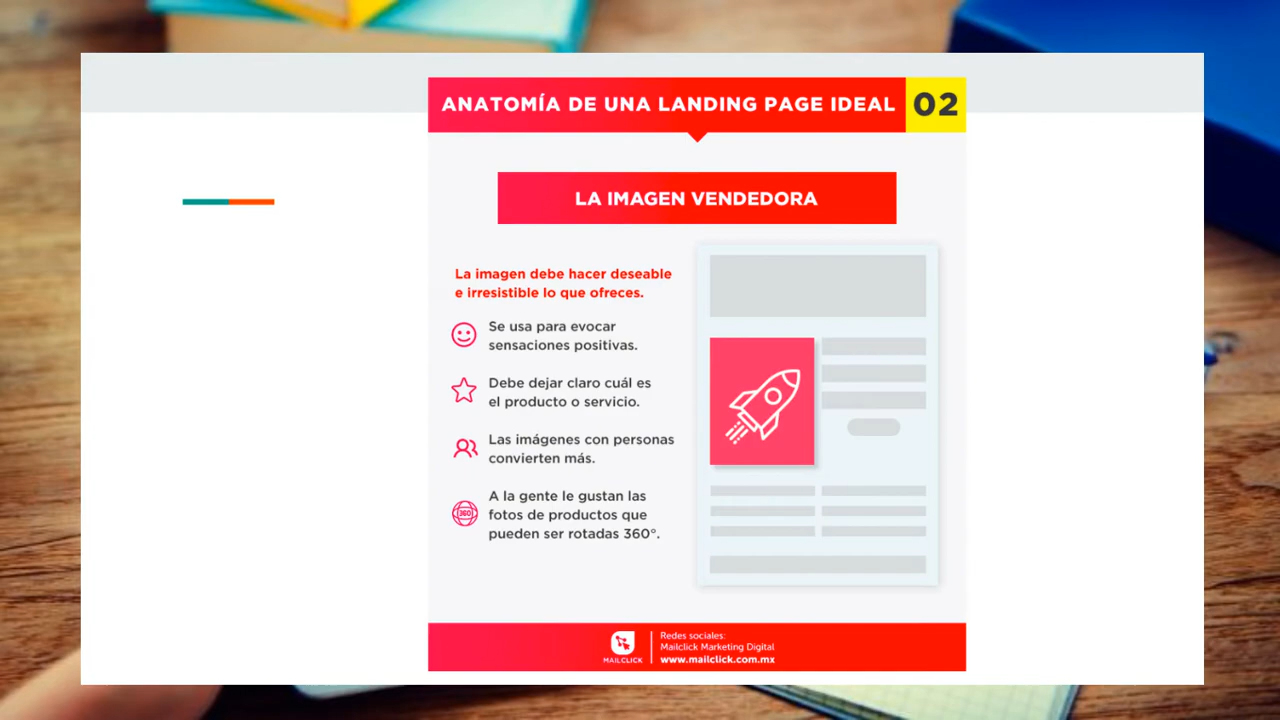 ANATOMÍA DE UNA LANDING PAGE IDEAL
02
LA IMAGEN VENDEDORA
La imagen debe hacer deseable
e irresistible lo que ofreces.
Se usa para evocar
sensaciones positivas.
Debe dejar claro cuál es
el producto o servicio.
Las imágenes con personas
convierten más.
360
A la gente le gustan las
fotos de productos que
pueden ser rotadas 360°.
MAILCLICK
Redes sociales:
Mailclick Marketing Digital
www.mailclick.com.mx